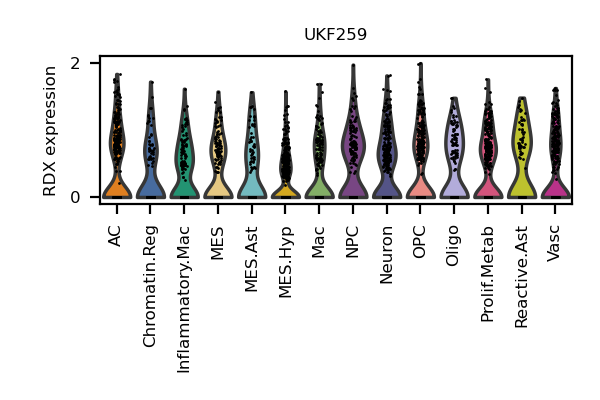 UKF259
RDX expression
2
0
AC
Chromatin.Reg
Inflammatory.Mac
MES
MES.Ast
MES.Hyp
Mac
NPC
Neuron
OPC
Oligo
Prolif.Metab
Reactive.Ast
Vasc